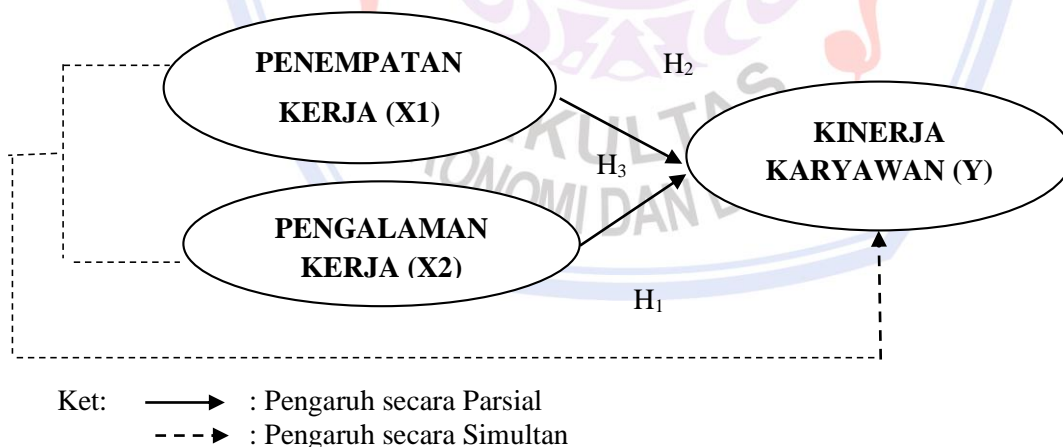 PENEMPATAN
KERJA (X1)
H₂
KINERJA
KARYAWAN (Y)
H₃
PENGALAMAN
KERJA (X2)
H₁
Ket: : Pengaruh secara Parsial
: Pengaruh secara Simultan